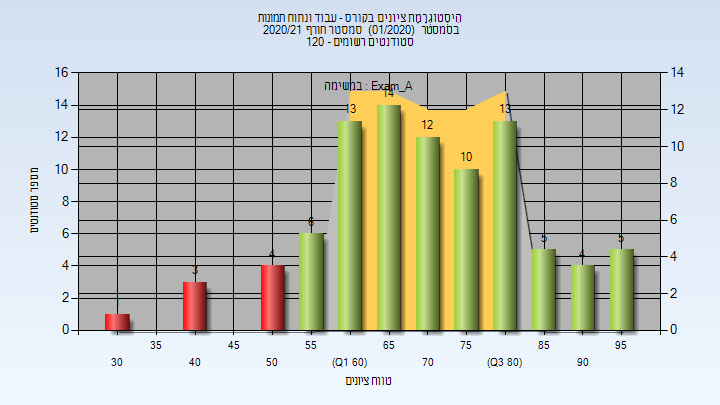 היסטוגרמת ציונים בקורס - עבוד ונתוח תמונות
בסמסטר (01/2020) סמסטר חורף 2020/21
סטודנטים רשומים - 120
במשימה : Exam_A
16 14 12 10 8 6 4 2 0
מספר סטודנטים
14 12 10 8 6 4 2 0
1 3 4 6 13 14 12 10 13 5 4 5
35 45 55 65 75 85 95
30 40 50 (Q1 60) 70 (Q3 80) 90
טווח ציונים